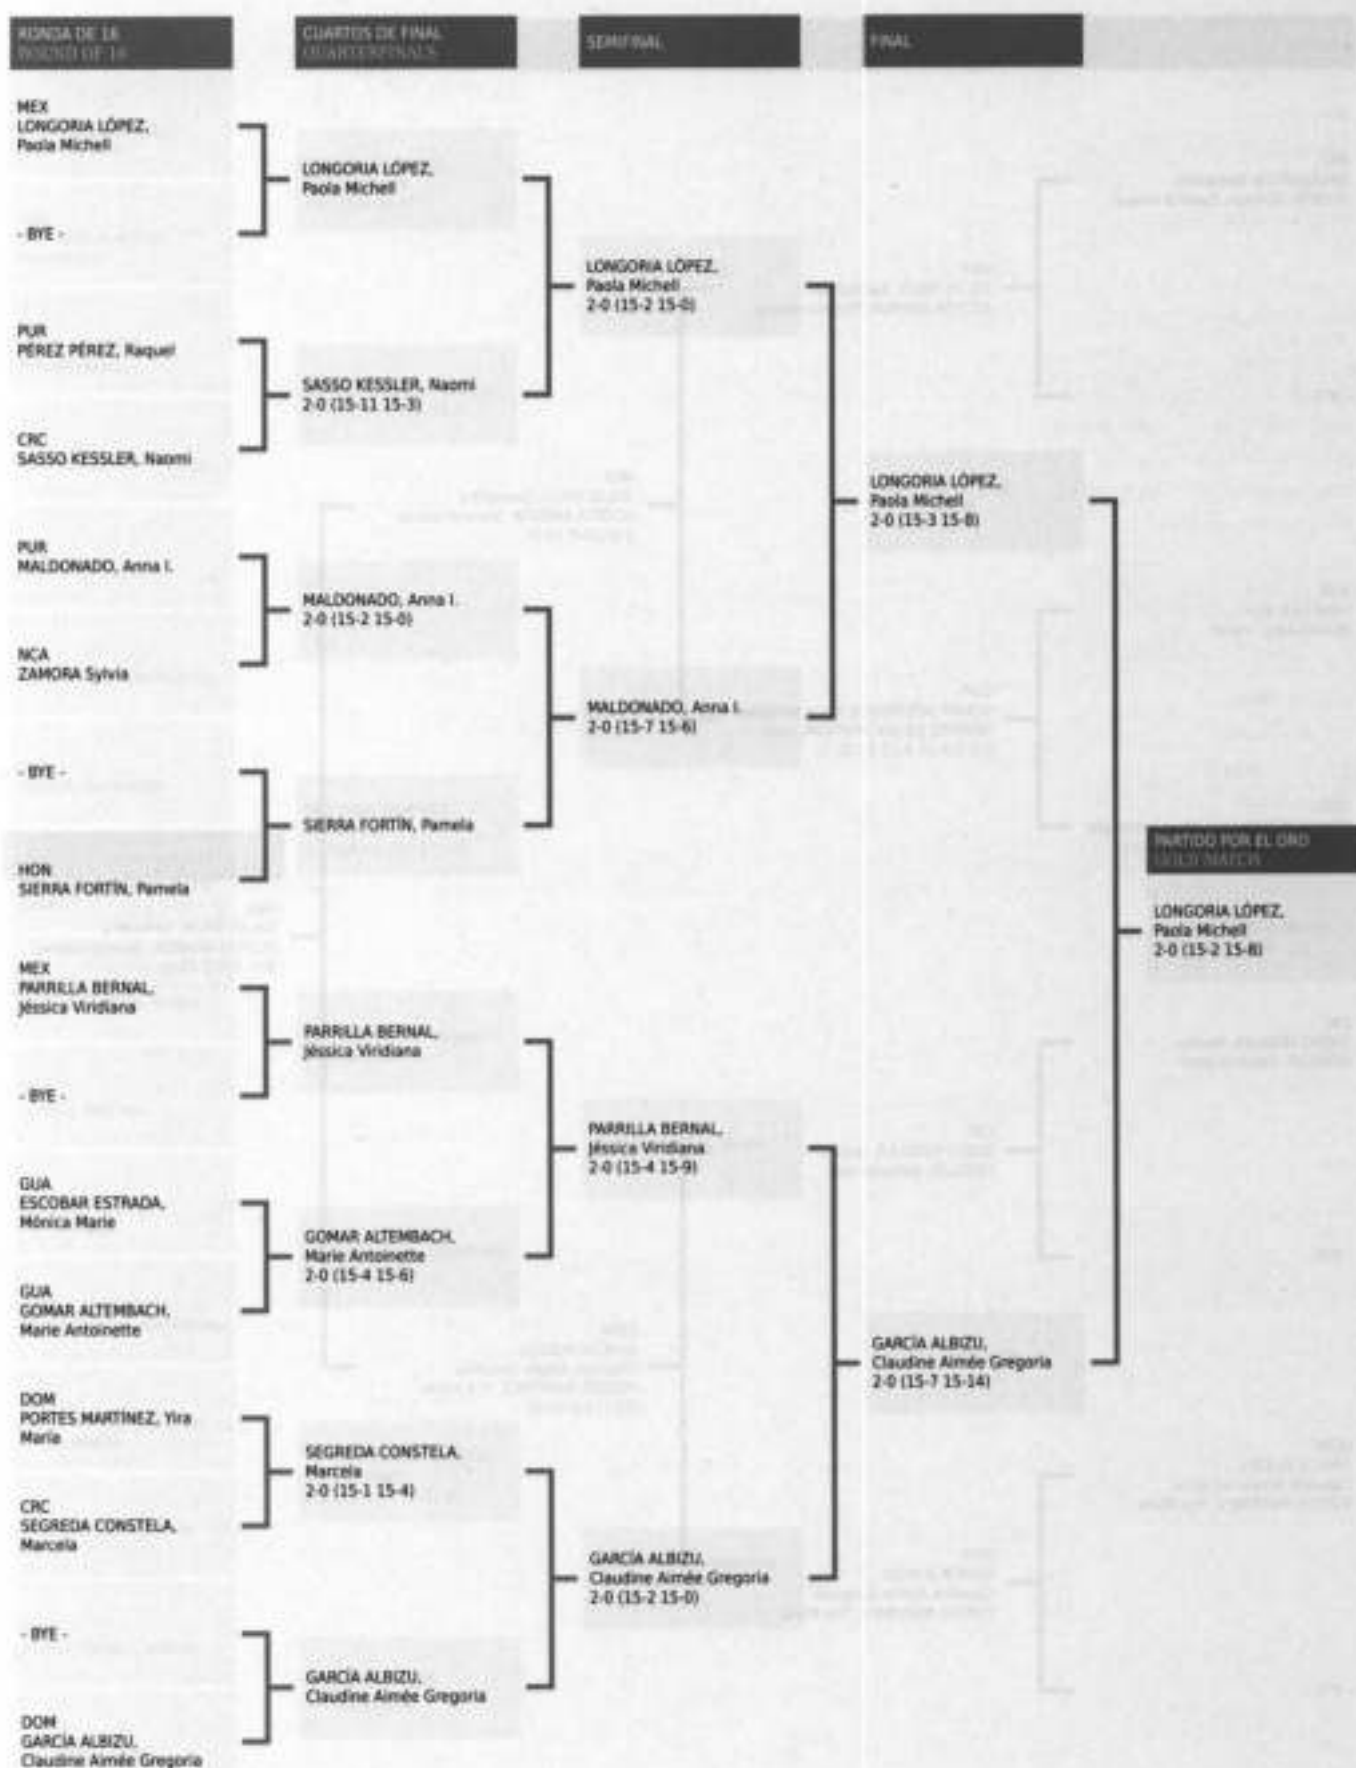 RONDA DE 16
ROUND OF 16
CUARTOS DE FINAL
QUARTERFINALS
SEMIFINAL
FINAL
MEX
LONGORIA LÓPEZ,
Paola Michell
- BYE -
PUR
PÉREZ PÉREZ, Raquel
CRC
SASSO KESSLER, Naomi
PUR
MALDONADO, Anna I.
NCA
ZAMORA Sylvia
- BYE -
HON
SIERRA FORTÍN, Pamela
MEX
PARRILLA BERNAL,
Jéssica Viridiana
- BYE -
GUA
ESCOBAR ESTRADA,
Mónica Marie
GUA
GOMAR ALTEMBACH,
Marie Antoinette
DOM
PORTES MARTÍNEZ, Yira
María
CRC
SEGREDA CONSTELA,
Marcela
- BYE -
DOM
GARCÍA ALBIZU,
Claudine Aimée Gregoria
LONGORIA LÓPEZ,
Paola Michell
SASSO KESSLER, Naomi
2-0 (15-11 15-3)
MALDONADO, Anna I.
2-0 (15-2 15-0)
SIERRA FORTÍN, Pamela
PARRILLA BERNAL,
Jéssica Viridiana
GOMAR ALTEMBACH,
Marie Antoinette
2-0 (15-4 15-6)
SEGREDA CONSTELA,
Marcela
2-0 (15-1 15-4)
GARCÍA ALBIZU,
Claudine Aimée Gregoria
LONGORIA LÓPEZ,
Paola Michell
2-0 (15-2 15-0)
MALDONADO, Anna I.
2-0 (15-7 15-6)
PARRILLA BERNAL,
Jéssica Viridiana
2-0 (15-4 15-9)
GARCÍA ALBIZU,
Claudine Aimée Gregoria
2-0 (15-2 15-0)
LONGORIA LÓPEZ,
Paola Michell
2-0 (15-3 15-8)
GARCÍA ALBIZU,
Claudine Aimée Gregoria
2-0 (15-7 15-14)
PARTIDO POR EL ORO
GOLD MATCH
LONGORIA LÓPEZ,
Paola Michell
2-0 (15-2 15-8)